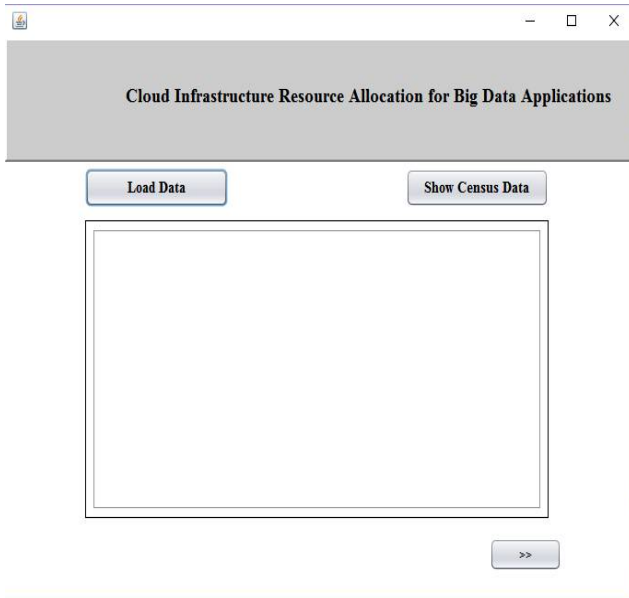 Cloud Infrastructure Resource Allocation for Big Data Applications
Load Data
Show Census Data
>>